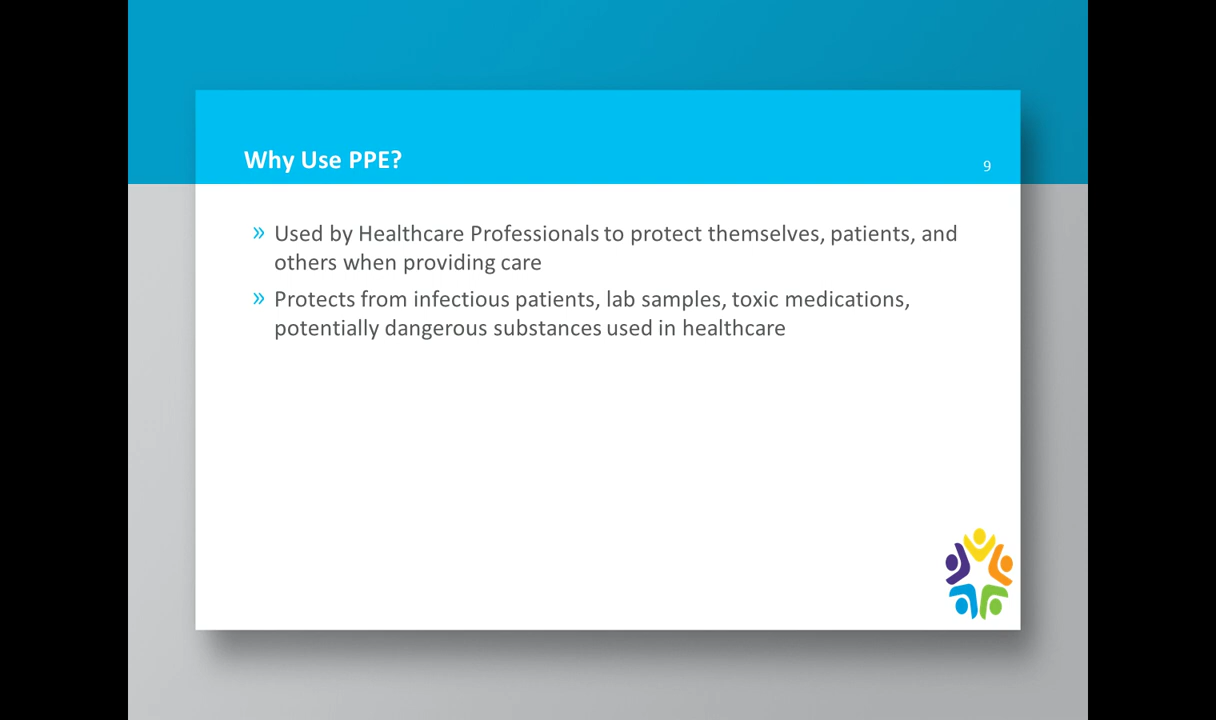 Why Use PPE?
9
» Used by Healthcare Professionals to protect themselves, patients, and
others when providing care
» Protects from infectious patients, lab samples, toxic medications,
potentially dangerous substances used in healthcare